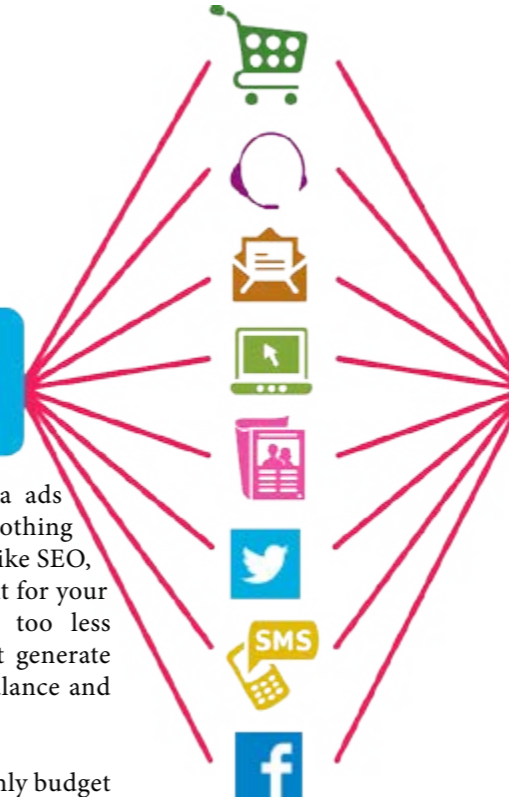 a ads
othing
ike SEO,
t for your
too less
t generate
lance and
SMS
nly budget